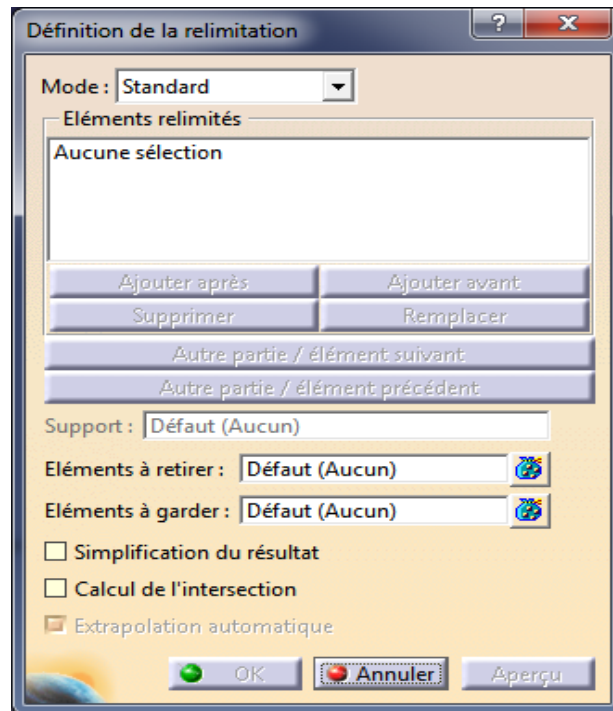 Définition de la relimitation ? X
Mode : Standard
Eléments relimités
Aucune sélection
Ajouter après Ajouter avant
Supprimer Remplacer
Autre partie / élément suivant
Autre partie / élément précédent
Support : Défaut (Aucun)
Eléments à retirer : Défaut (Aucun)
Eléments à garder : Défaut (Aucun)
Simplification du résultat
Calcul de l'intersection
Extrapolation automatique
OK Annuler Aperçu